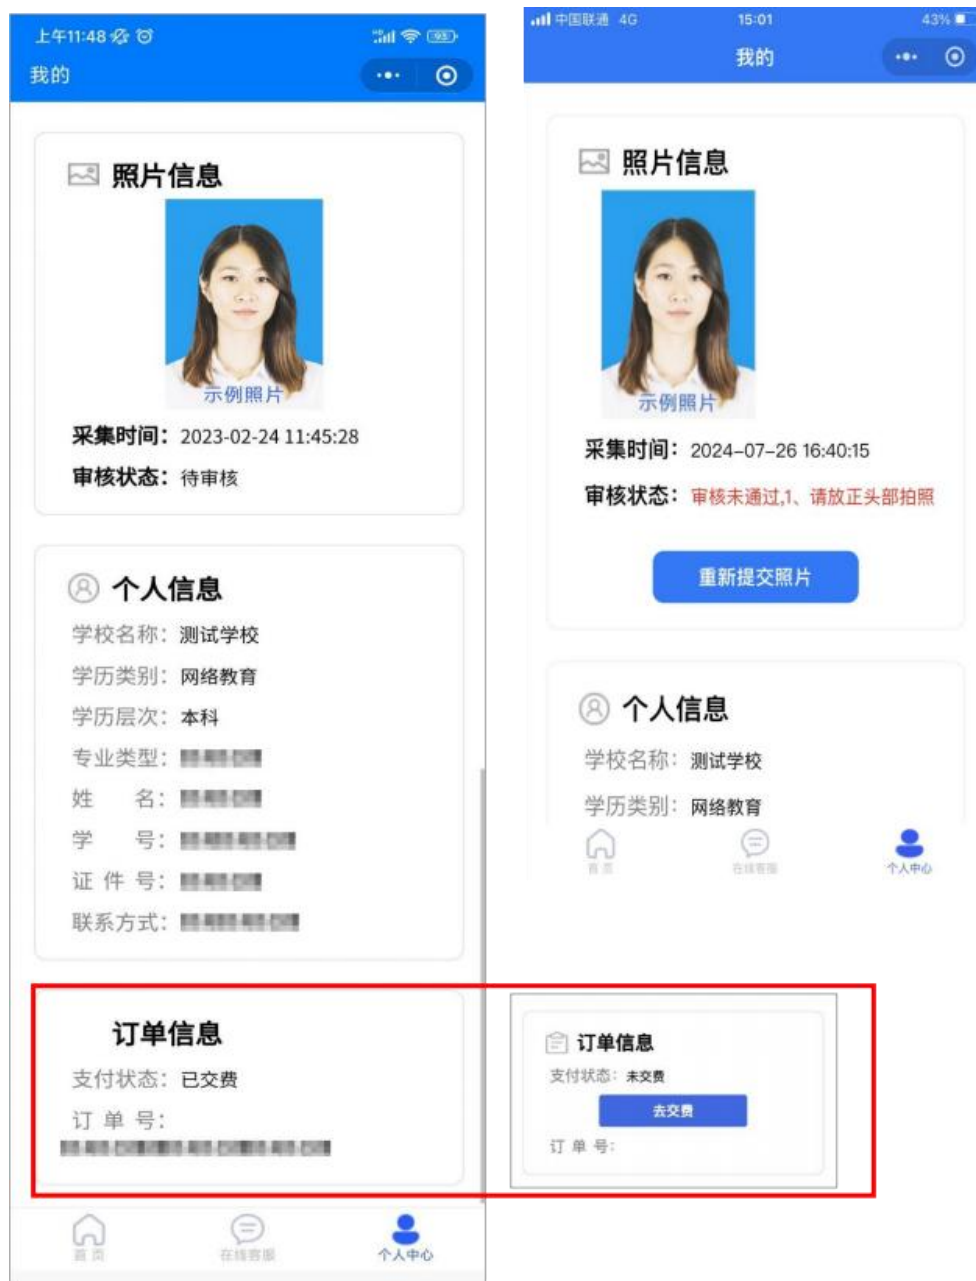 上午11:48
我的
照片信息
示例照片
采集时间：2023-02-24 11:45:28
审核状态：待审核
个人信息
学校名称：测试学校
学历类别：网络教育
学历层次：本科
专业类型：
姓 名：
学 号：
证 件 号：
联系方式：
订单信息
支付状态：已交费
订 单 号：
首页
在线客服
个人中心
中国联通 4G 15:01 43%
我的
照片信息
示例照片
采集时间：2024-07-26 16:40:15
审核状态：审核未通过,1、请放正头部拍照
重新提交照片
个人信息
学校名称：测试学校
学历类别：网络教育
首页
在线客服
个人中心
订单信息
支付状态：未交费
去交费
订 单 号：